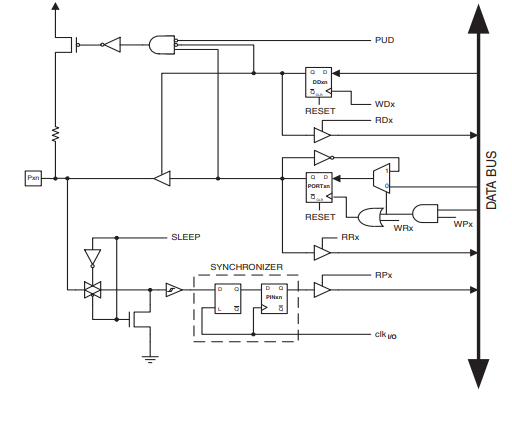 PUD
Q D
DDxn
Q CLR
RESET
WDx
RDx
DATA BUS
Pxn
1
0
Q D
PORTxn
Q CLR
RESET
WRx
WPx
SLEEP
RRx
SYNCHRONIZER
RPx
D Q
L Q
D Q
PINxn
Q
clk I/O